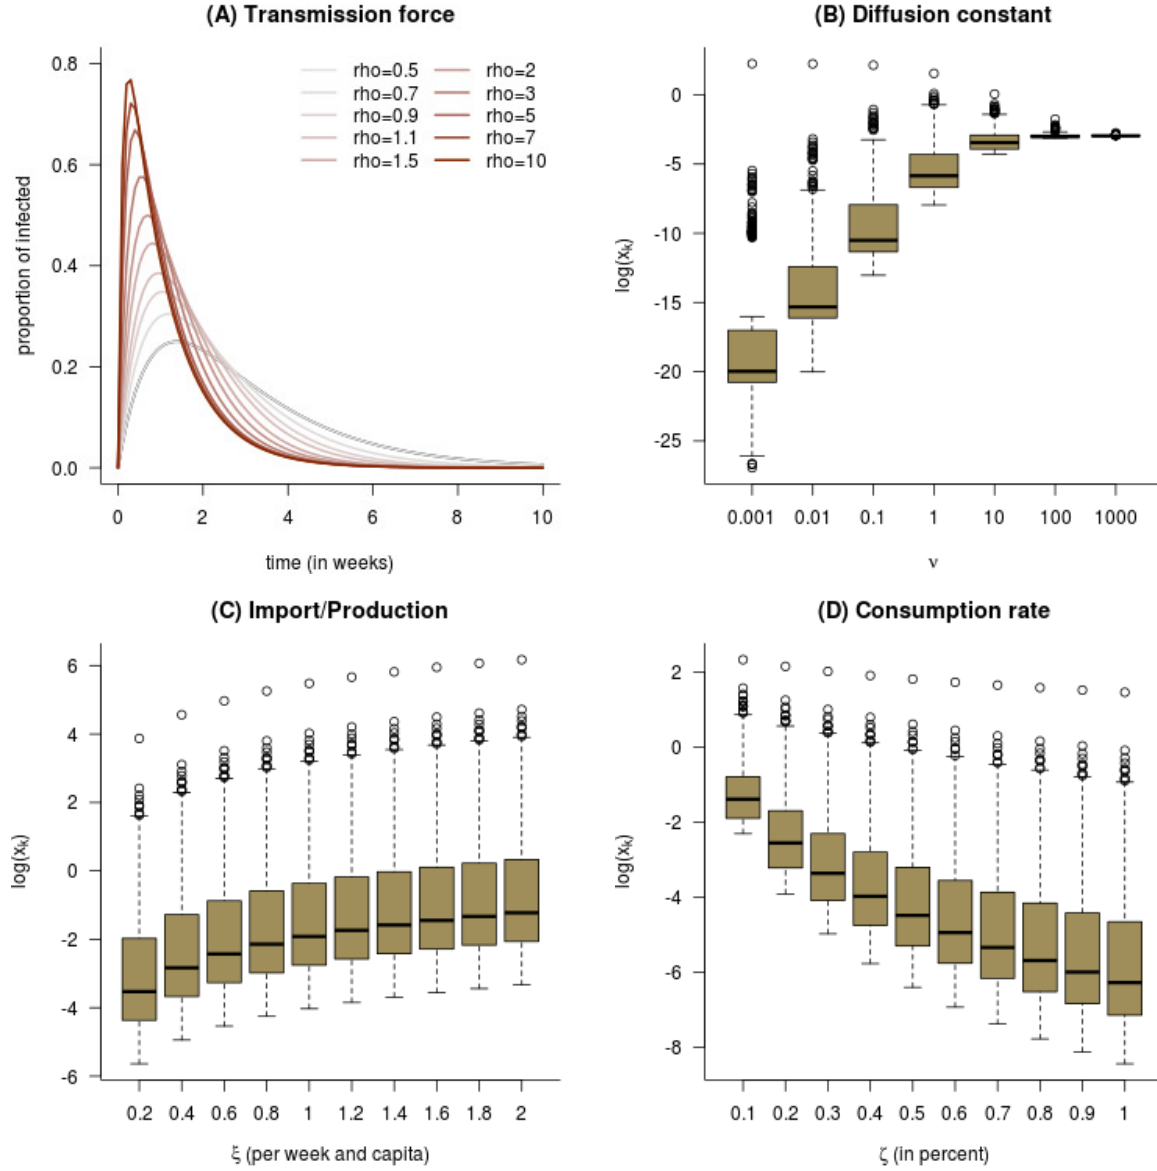 (A) Transmission force
0.8
0.6
0.4
0.2
0.0
proportion of infected
rho=0.5
rho=0.7
rho=0.9
rho=1.1
rho=1.5
rho=2
rho=3
rho=5
rho=7
rho=10
0 2 4 6 8 10
time (in weeks)
(B) Diffusion constant
0
-5
-10
-15
-20
-25
log(xₖ)
0.001 0.01 0.1 1 10 100 1000
ν
(C) Import/Production
6
4
2
0
-2
-4
-6
log(xₖ)
0.2 0.4 0.6 0.8 1 1.2 1.4 1.6 1.8 2
ξ (per week and capita)
(D) Consumption rate
2
0
-2
-4
-6
-8
log(xₖ)
0.1 0.2 0.3 0.4 0.5 0.6 0.7 0.8 0.9 1
ζ (in percent)